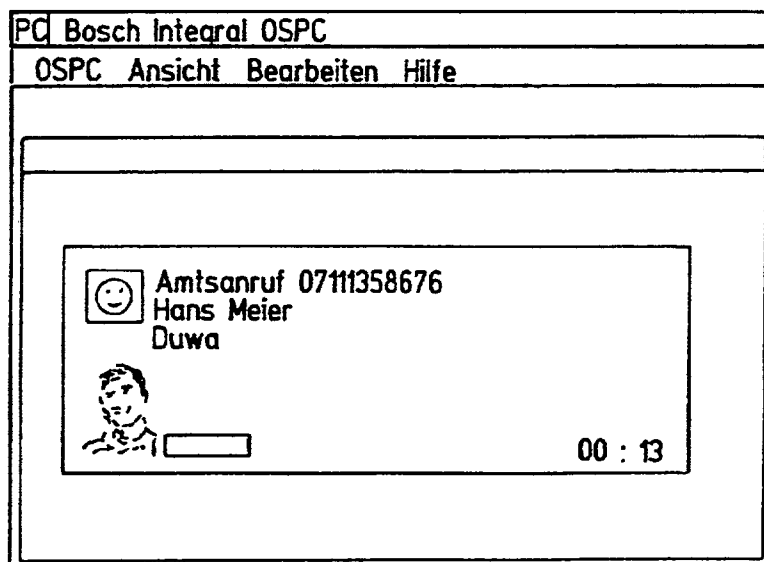 PC Bosch Integral OSPC
OSPC Ansicht Bearbeiten Hilfe
Amtsanruf 07111358676
Hans Meier
Duwa
00 : 13